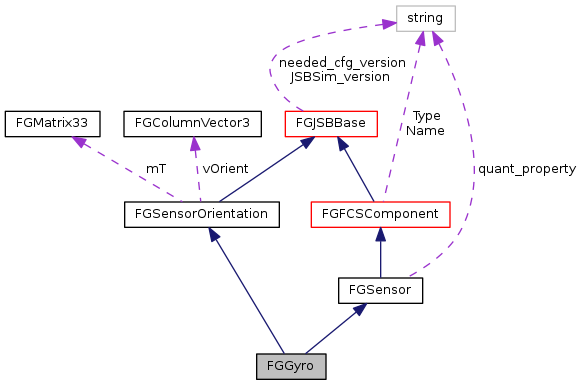 string
needed_cfg_version
JSBSim_version
FGMatrix33
FGColumnVector3
FGJSBBase
Type
Name
mT
vOrient
quant_property
FGSensorOrientation
FGFCSComponent
FGSensor
FGGyro